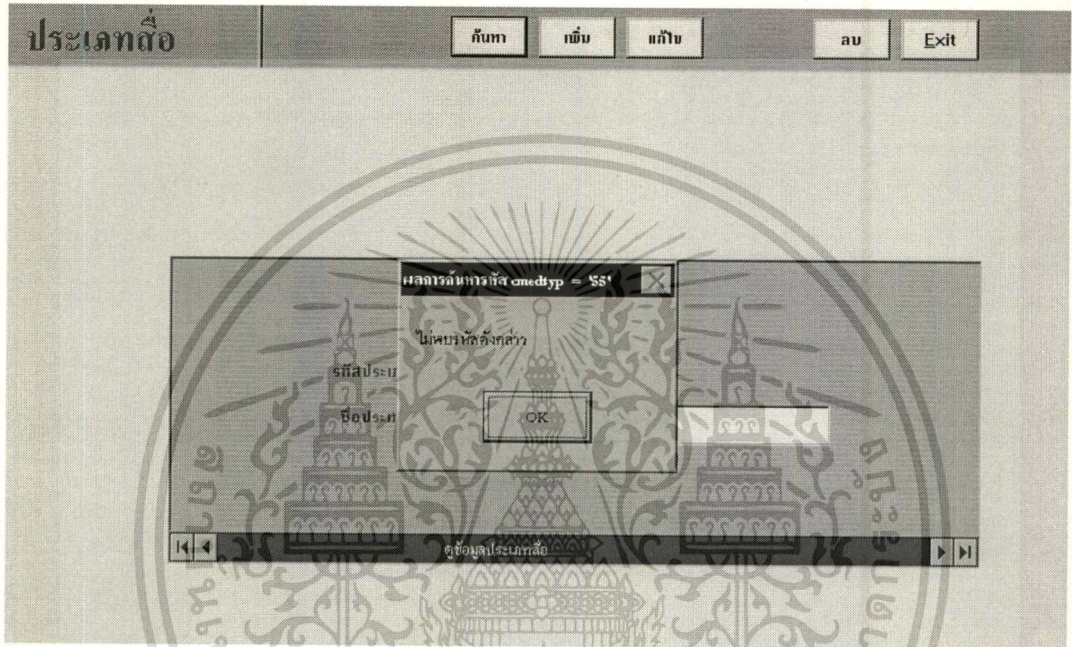 ประเภทสื่อ
ค้นหา เพิ่ม แก้ไข ลบ Exit
ผลการค้นหารหัส cmedtyp =
ไม่พบรหัสดังกล่าว
รหัสประเ
ชื่อประเ
OK
ดูข้อมูลประเภทสื่อ